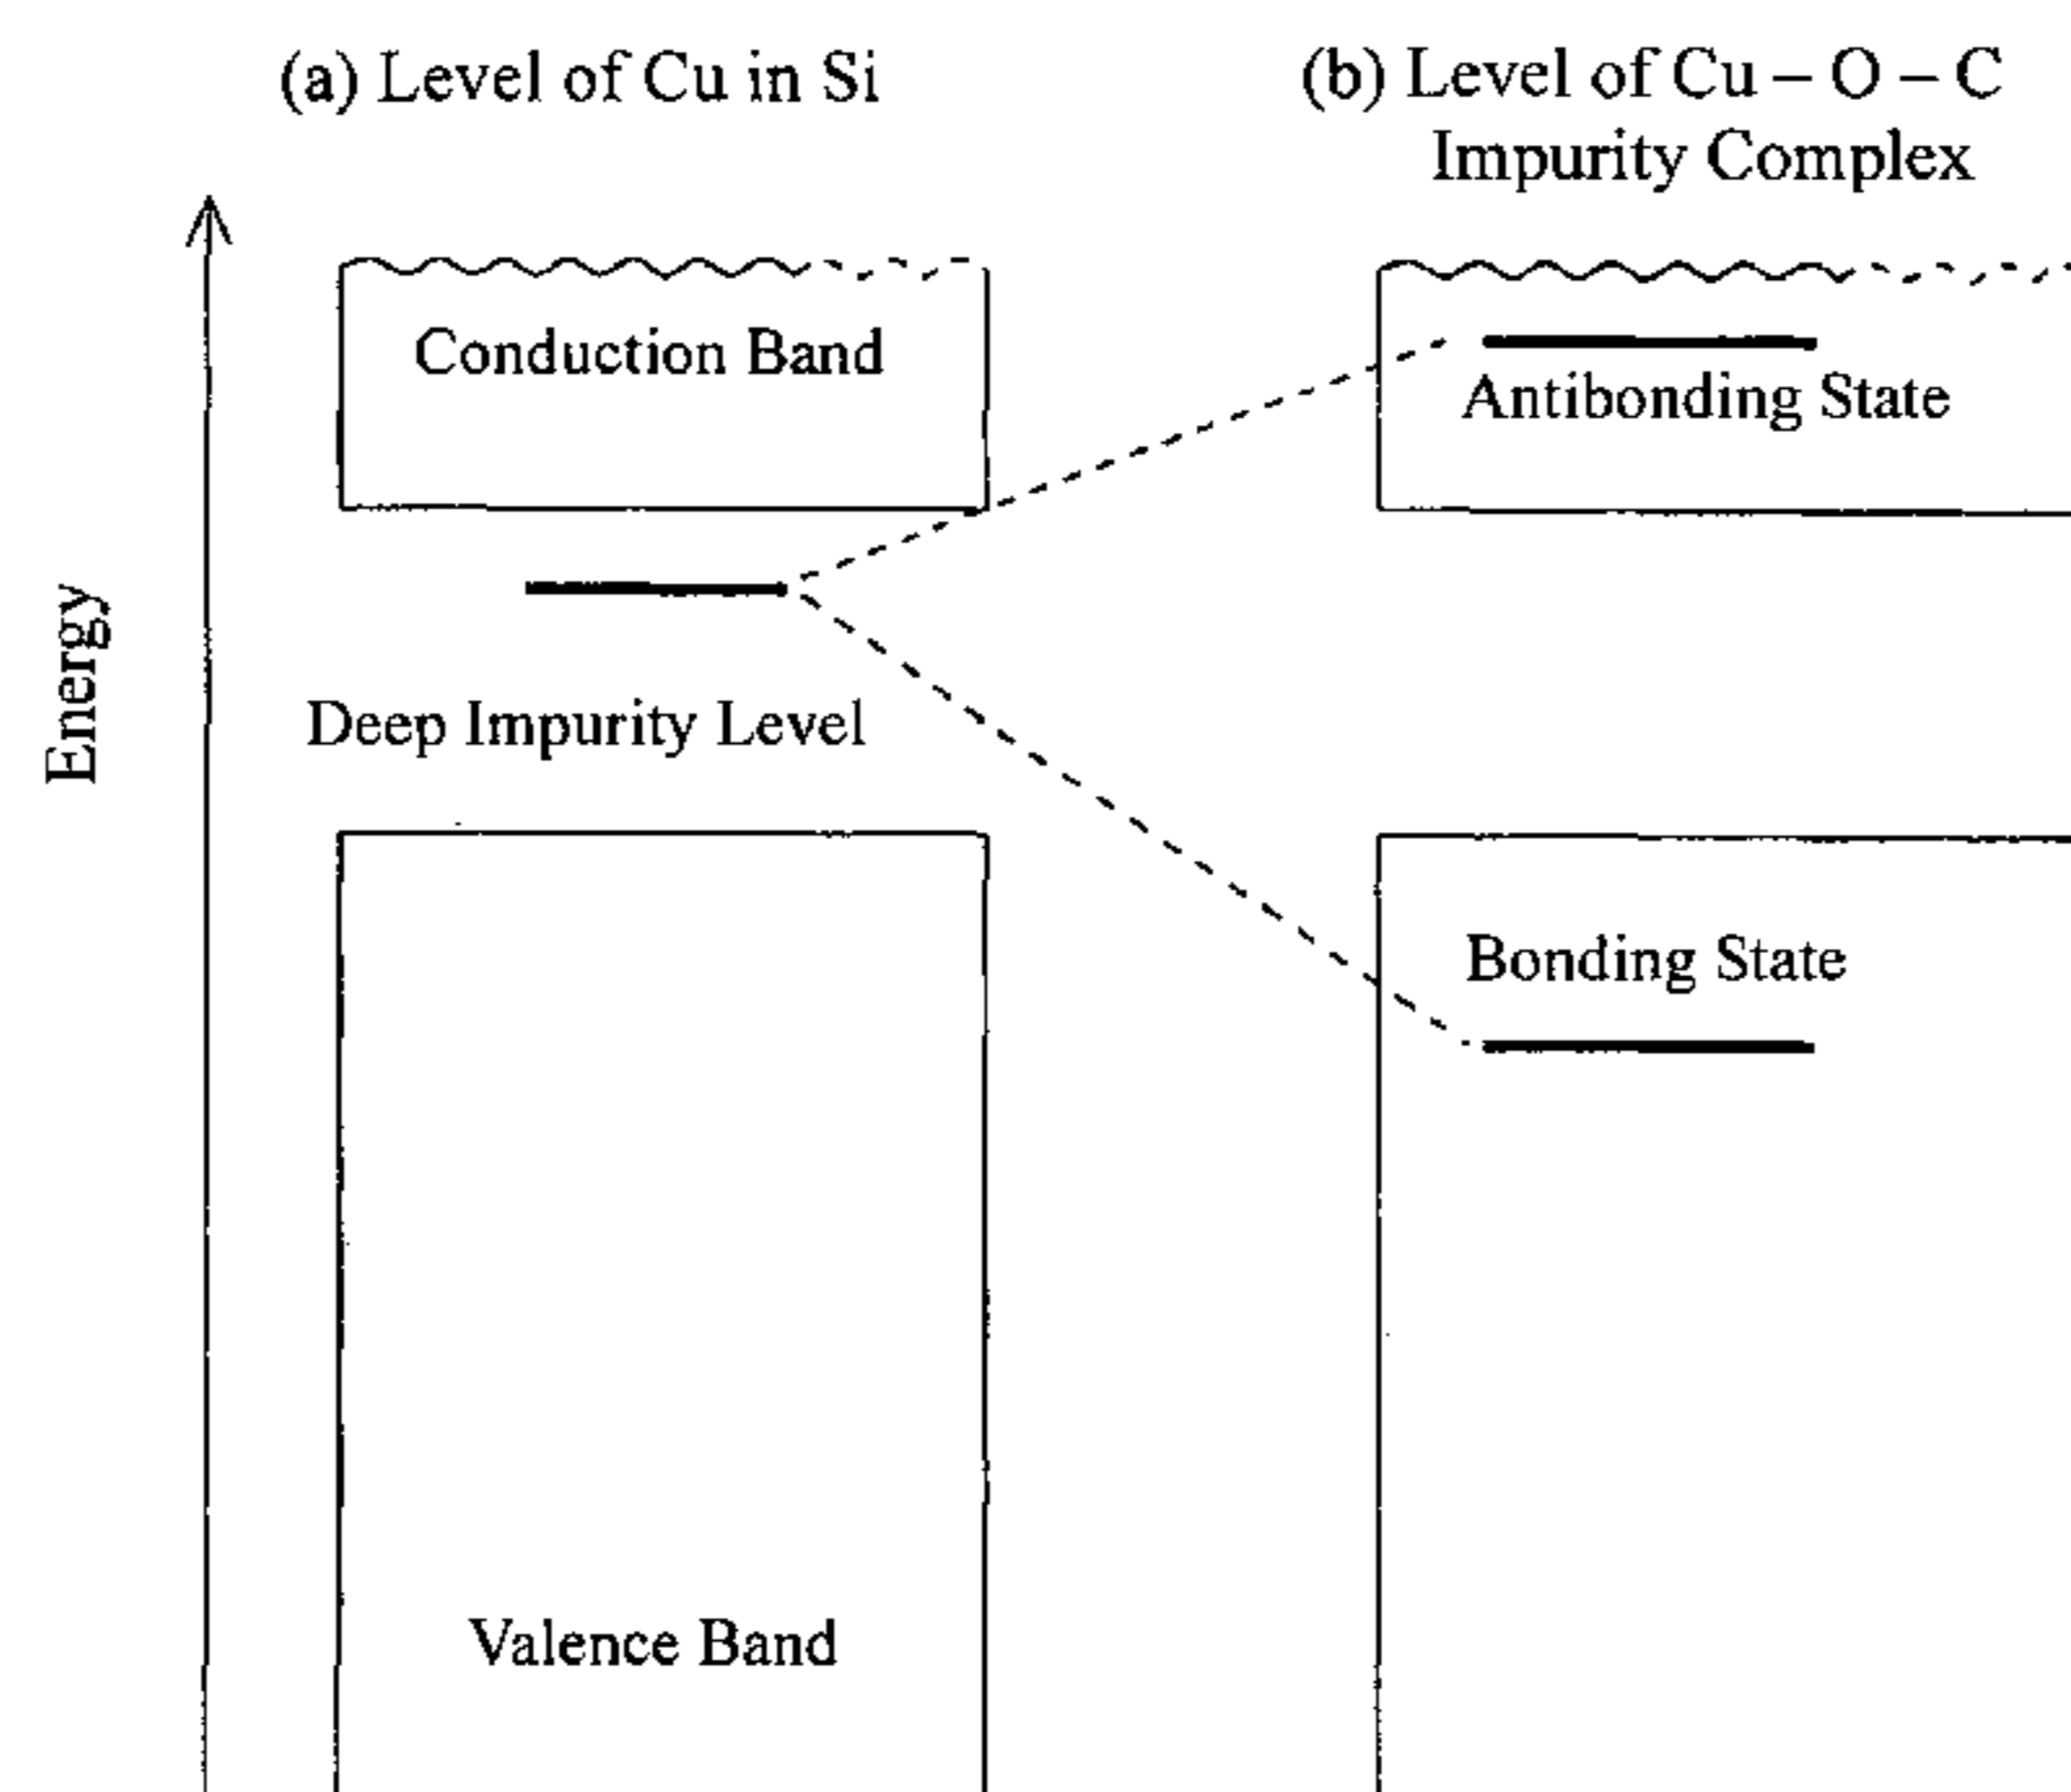 (a) Level of Cu in Si
(b) Level of Cu – O – C
Impurity Complex
Energy
Conduction Band
Antibonding State
Deep Impurity Level
Bonding State
Valence Band